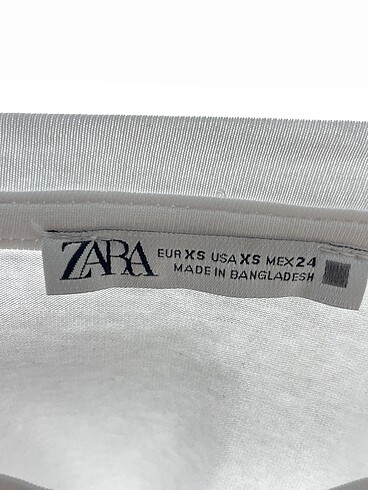 ZARA
EUR XS USA XS MEX 24
MADE IN BANGLADESH